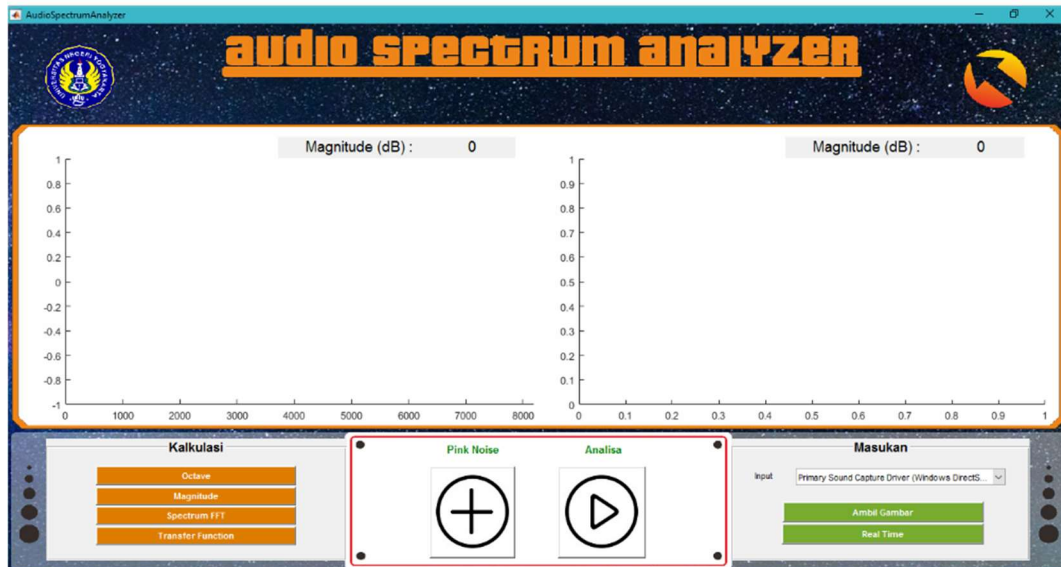 AudioSpectrumAnalyzer
audio spectrum analyzer
UNIVERSITAS NEGERI YOGYAKARTA
Magnitude (dB) : 0
Magnitude (dB) : 0
1
0.8
0.6
0.4
0.2
0
-0.2
-0.4
-0.6
-0.8
-1
0 1000 2000 3000 4000 5000 6000 7000 8000
1
0.9
0.8
0.7
0.6
0.5
0.4
0.3
0.2
0.1
0
0 0.1 0.2 0.3 0.4 0.5 0.6 0.7 0.8 0.9 1
Kalkulasi
Octave
Magnitude
Spectrum FFT
Transfer Function
Pink Noise
Analisa
Masukan
Input
Primary Sound Capture Driver (Windows DirectS...
Ambil Gambar
Real Time